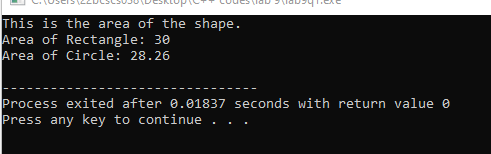 C:\Users\22bcscs038\Desktop\C++ codes\lab 9\lab9q1.exe
This is the area of the shape.
Area of Rectangle: 30
Area of Circle: 28.26
--------------------------------
Process exited after 0.01837 seconds with return value 0
Press any key to continue . . .